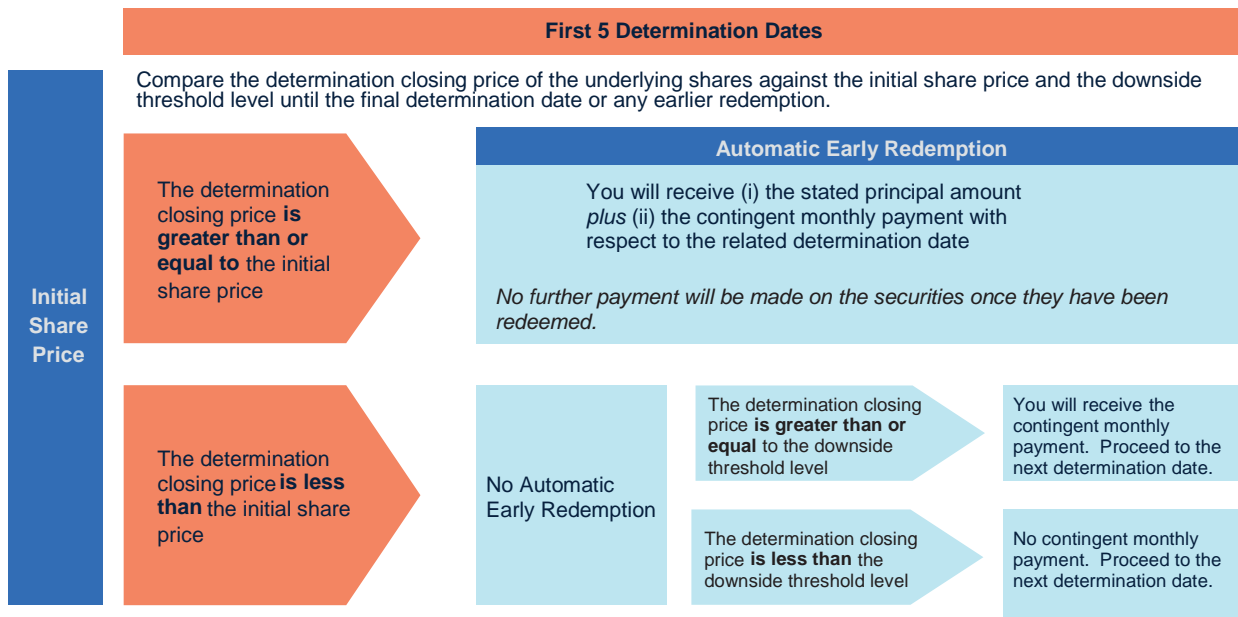 First 5 Determination Dates
Compare the determination closing price of the underlying shares against the initial share price and the downside
threshold level until the final determination date or any earlier redemption.
Initial
Share
Price
The determination
closing price is
greater than or
equal to the initial
share price
Automatic Early Redemption
You will receive (i) the stated principal amount
plus (ii) the contingent monthly payment with
respect to the related determination date
No further payment will be made on the securities once they have been
redeemed.
The determination
closing price is less
than the initial share
price
No Automatic
Early Redemption
The determination closing
price is greater than or
equal to the downside
threshold level
You will receive the
contingent monthly
payment. Proceed to the
next determination date.
The determination closing
price is less than the
downside threshold level
No contingent monthly
payment. Proceed to the
next determination date.